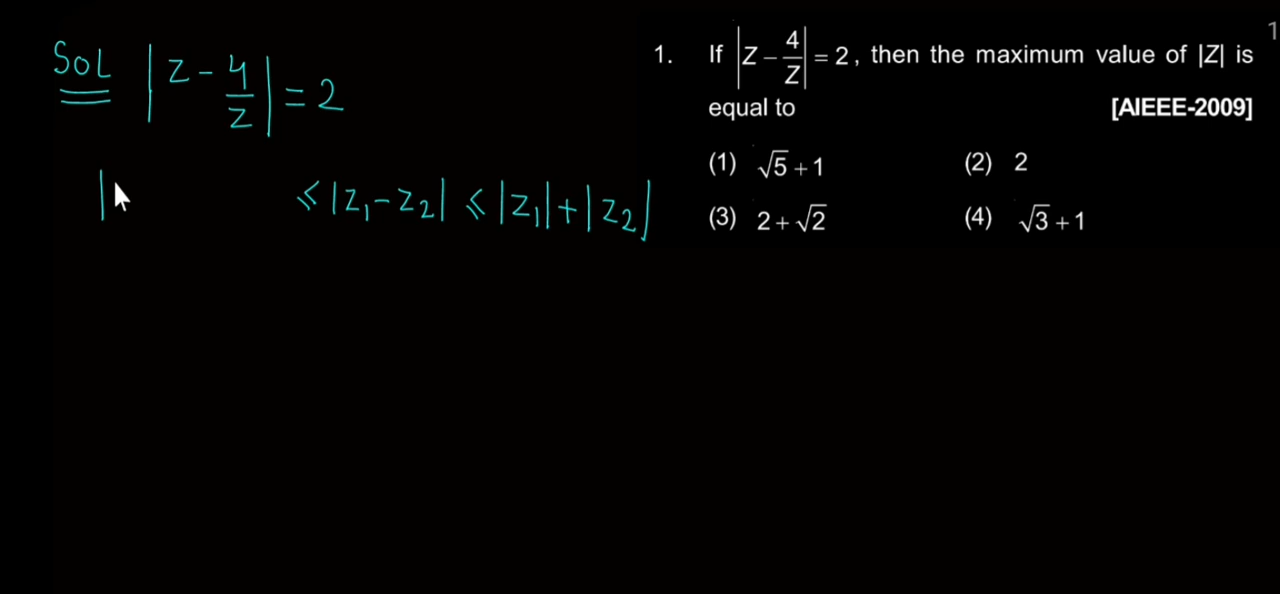 SOL |z - 4/z| = 2
| ≤ |z₁ - z₂| ≤ |z₁| + |z₂|
1
1. If |Z - 4/Z| = 2, then the maximum value of |Z| is
equal to [AIEEE-2009]
(1) √5 + 1 (2) 2
(3) 2 + √2 (4) √3 + 1